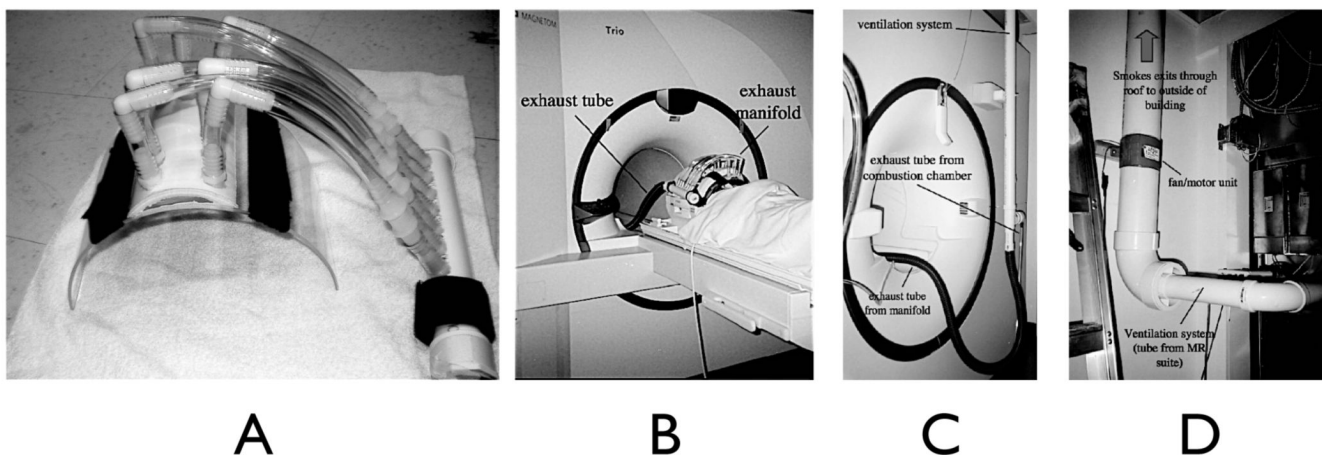 MAGNETOM
Trio
exhaust tube
exhaust
manifold
ventilation system
exhaust tube from
combustion chamber
exhaust tube
from manifold
Smokes exits through
roof to outside of
building
fan/motor unit
Ventilation system
(tube from MR
suite)
A
B
C
D